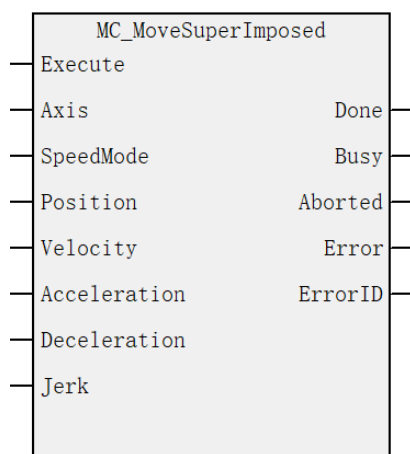 MC_MoveSuperImposed
Execute
Axis Done
SpeedMode Busy
Position Aborted
Velocity Error
Acceleration ErrorID
Deceleration
Jerk